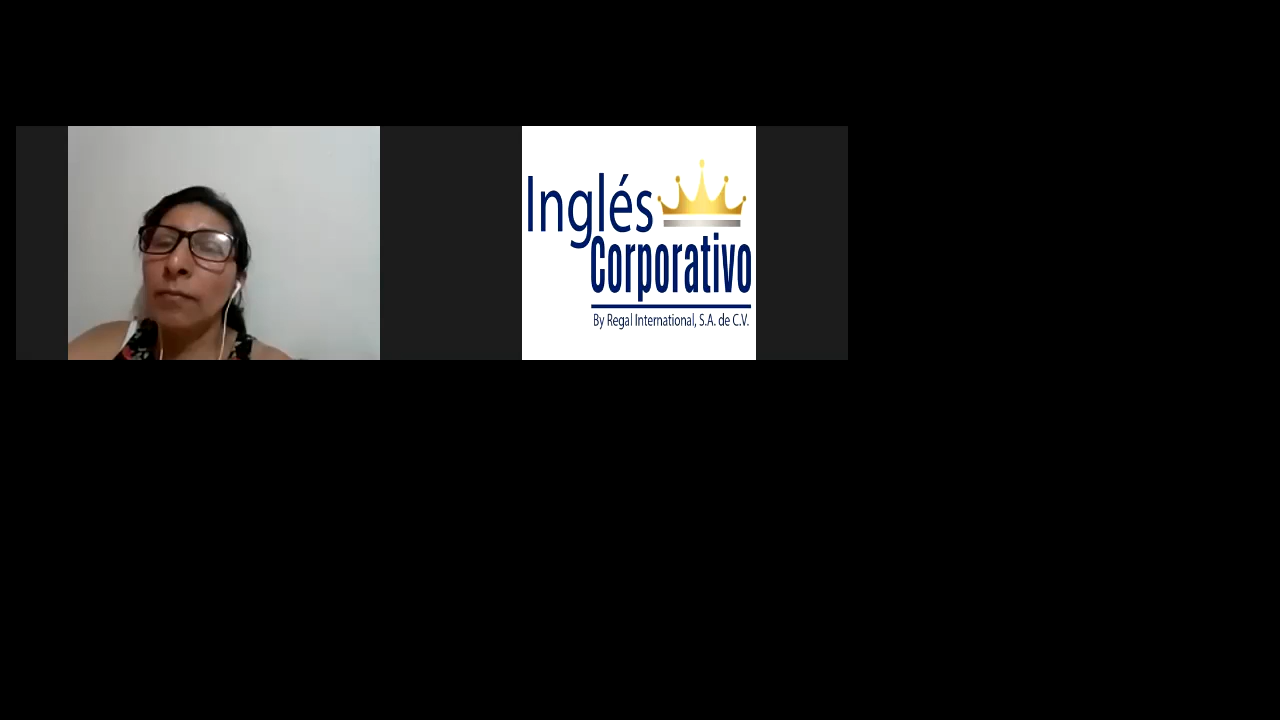 Inglés
Corporativo
By Regal International, S.A. de C.V.